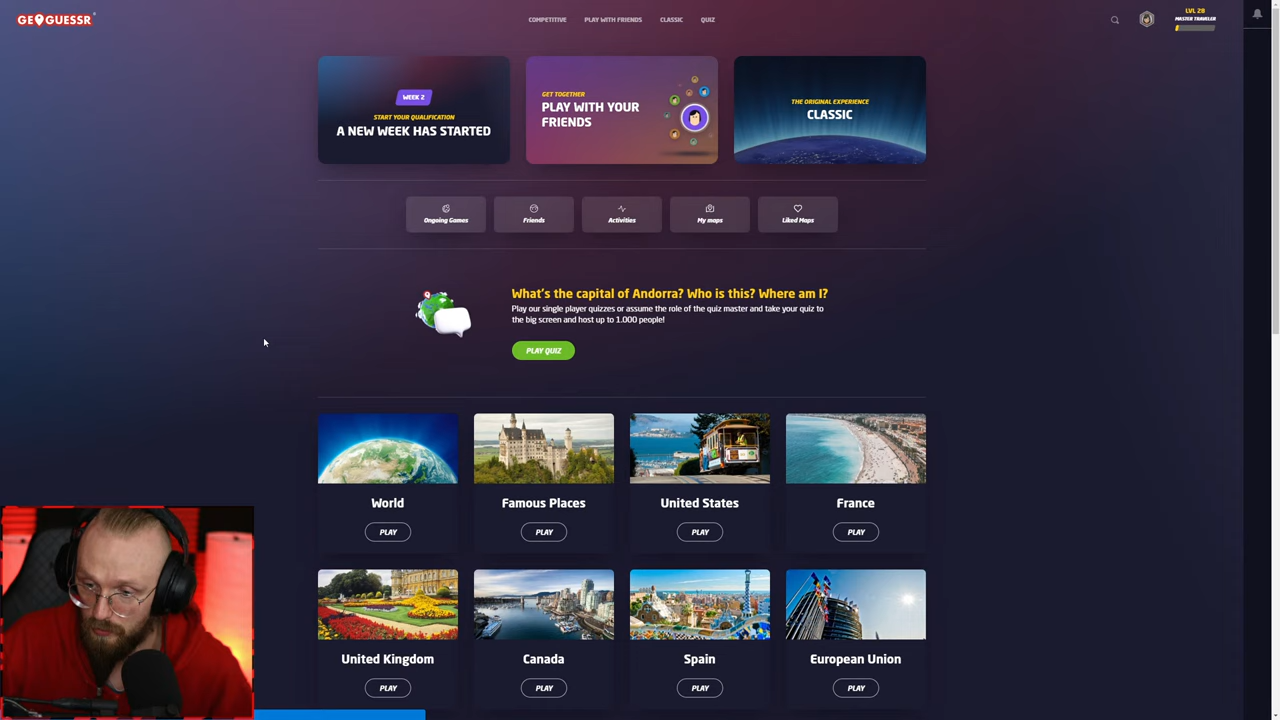 GEOGUESSR
COMPETITIVE
PLAY WITH FRIENDS
CLASSIC
QUIZ
LVL 28
MASTER TRAVELER
WEEK 2
START YOUR QUALIFICATION
A NEW WEEK HAS STARTED
GET TOGETHER
PLAY WITH YOUR
FRIENDS
THE ORIGINAL EXPERIENCE
CLASSIC
Ongoing Games
Friends
Activities
My maps
Liked Maps
What's the capital of Andorra? Who is this? Where am I?
Play our single player quizzes or assume the role of the quiz master and take your quiz to
the big screen and host up to 1.000 people!
PLAY QUIZ
World
Famous Places
United States
France
PLAY
PLAY
PLAY
PLAY
United Kingdom
Canada
Spain
European Union
PLAY
PLAY
PLAY
PLAY